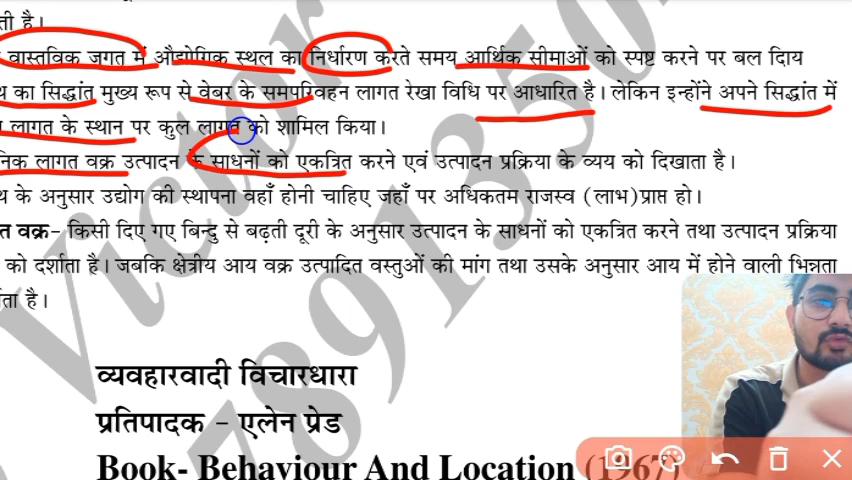 ती है।
वास्तविक जगत में औद्योगिक स्थल का निर्धारण करते समय आर्थिक सीमाओं को स्पष्ट करने पर बल दिाय
थ का सिद्धांत मुख्य रूप से वेबर के समपरिवहन लागत रेखा विधि पर आधारित है। लेकिन इन्होंने अपने सिद्धांत में
लागत के स्थान पर कुल लागत को शामिल किया।
निक लागत वक्र उत्पादन के साधनों को एकत्रित करने एवं उत्पादन प्रक्रिया के व्यय को दिखाता है।
थ के अनुसार उद्योग की स्थापना वहाँ होनी चाहिए जहाँ पर अधिकतम राजस्व (लाभ)प्राप्त हो।
त वक्र- किसी दिए गए बिन्दु से बढ़ती दूरी के अनुसार उत्पादन के साधनों को एकत्रित करने तथा उत्पादन प्रक्रिया
को दर्शाता है। जबकि क्षेत्रीय आय वक्र उत्पादित वस्तुओं की मांग तथा उसके अनुसार आय में होने वाली भिन्नता
ता है।
व्यवहारवादी विचारधारा
प्रतिपादक - एलेन प्रेड
Book- Behaviour And Location (1967)
Victor
789135